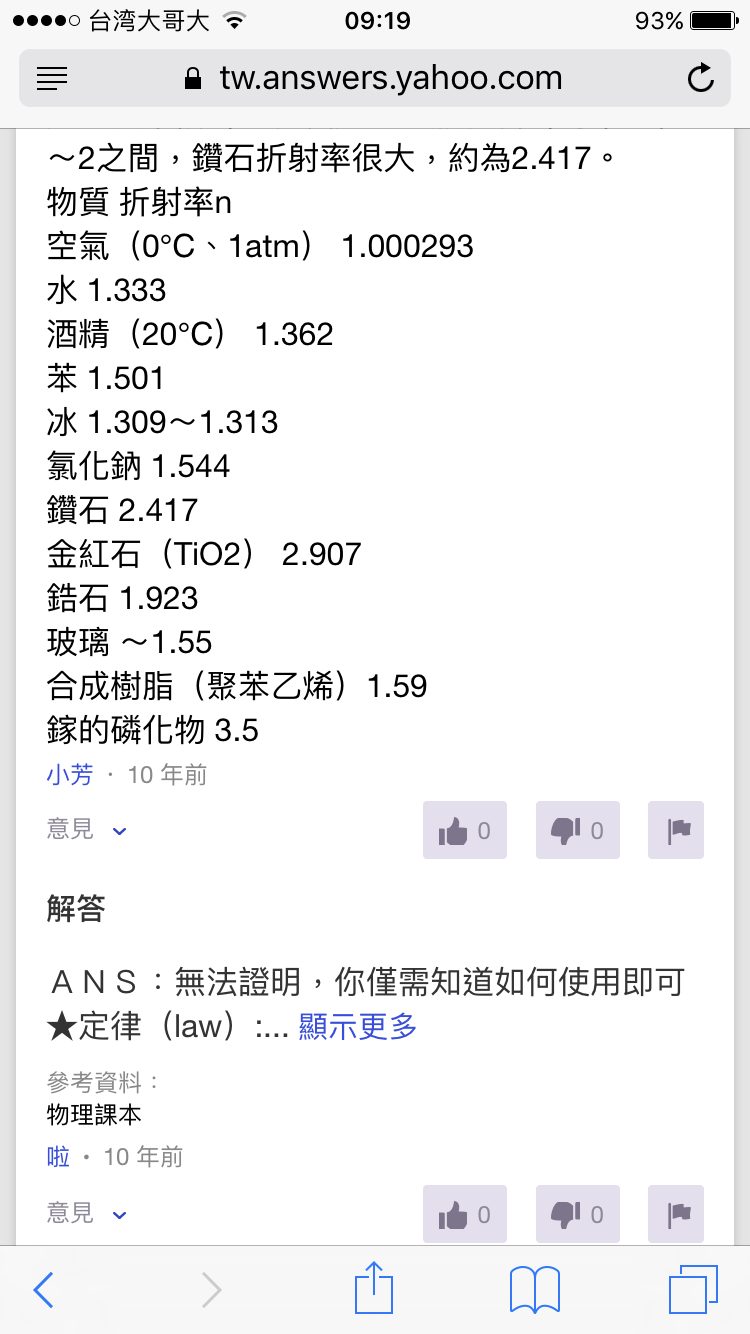 台湾大哥大 09:19 93%
tw.answers.yahoo.com
～2之間，鑽石折射率很大，約為2.417。
物質 折射率n
空氣（0°C、1atm） 1.000293
水 1.333
酒精（20°C） 1.362
苯 1.501
冰 1.309～1.313
氯化鈉 1.544
鑽石 2.417
金紅石（TiO2） 2.907
鋯石 1.923
玻璃 ～1.55
合成樹脂（聚苯乙烯）1.59
鎵的磷化物 3.5
小芳 · 10 年前
意見 0 0
解答
ＡＮＳ：無法證明，你僅需知道如何使用即可
★定律（law）:... 顯示更多
參考資料：
物理課本
啦 · 10 年前
意見 0 0